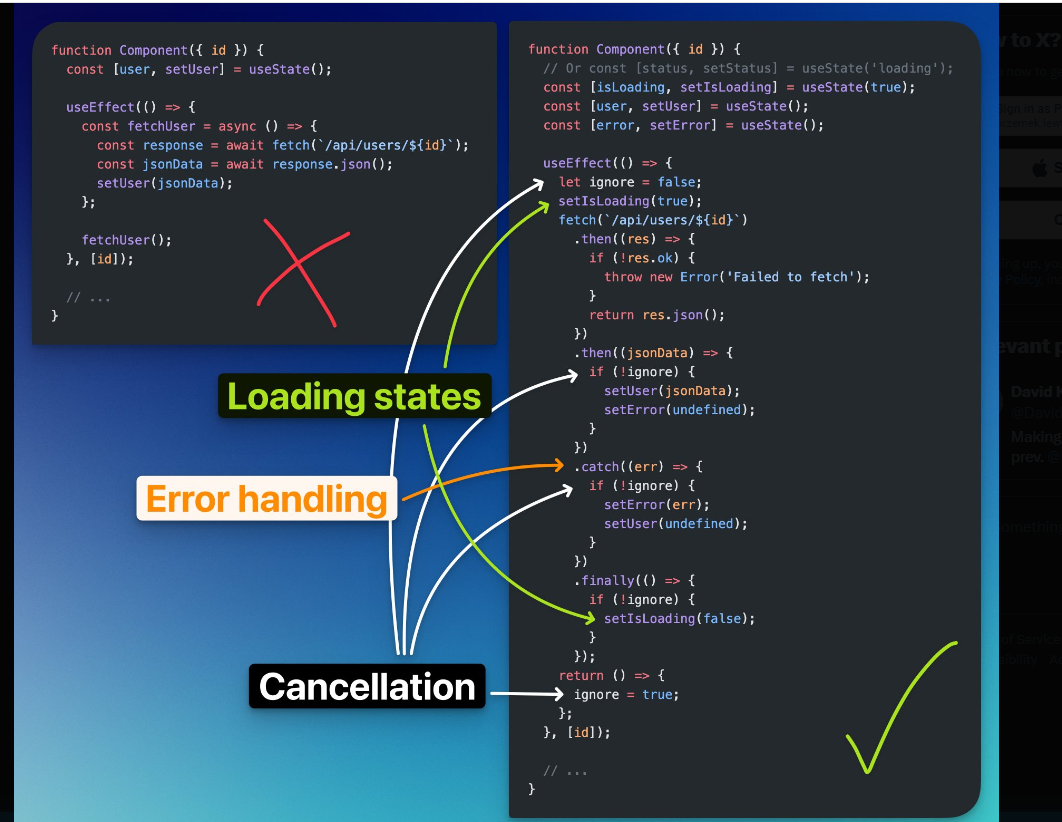 function Component({ id }) {
  const [user, setUser] = useState();

  useEffect(() => {
    const fetchUser = async () => {
      const response = await fetch(`/api/users/${id}`);
      const jsonData = await response.json();
      setUser(jsonData);
    };

    fetchUser();
  }, [id]);

  // ...
}
Loading states
Error handling
Cancellation
function Component({ id }) {
  // Or const [status, setStatus] = useState('loading');
  const [isLoading, setIsLoading] = useState(true);
  const [user, setUser] = useState();
  const [error, setError] = useState();

  useEffect(() => {
    let ignore = false;
    setIsLoading(true);
    fetch(`/api/users/${id}`)
      .then((res) => {
        if (!res.ok) {
          throw new Error('Failed to fetch');
        }
        return res.json();
      })
      .then((jsonData) => {
        if (!ignore) {
          setUser(jsonData);
          setError(undefined);
        }
      })
      .catch((err) => {
        if (!ignore) {
          setError(err);
          setUser(undefined);
        }
      })
      .finally(() => {
        if (!ignore) {
          setIsLoading(false);
        }
      });
    return () => {
      ignore = true;
    };
  }, [id]);

  // ...
}
to X?
Sign in as
David
Making
prev.